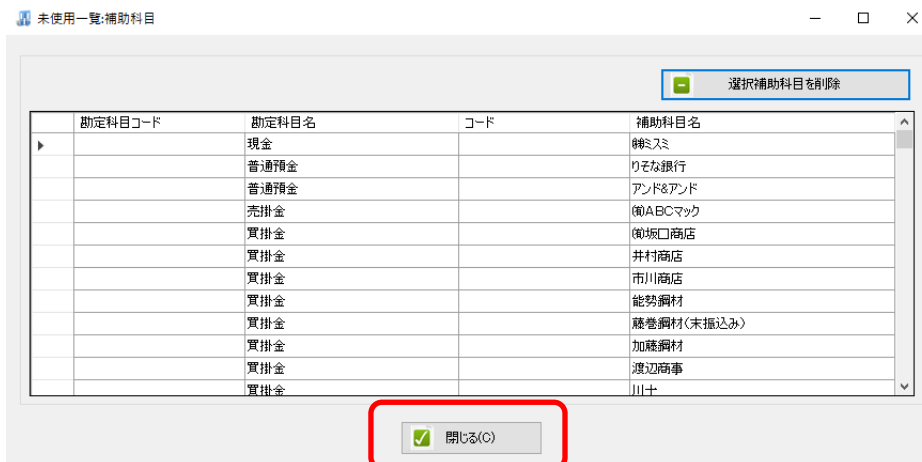 未使用一覧:補助科目
選択補助科目を削除
勘定科目コード 勘定科目名 コード 補助科目名
現金 ㈱ミスミ
普通預金 りそな銀行
普通預金 アンド&アンド
売掛金 ㈲ABCマック
買掛金 ㈲坂口商店
買掛金 井村商店
買掛金 市川商店
買掛金 能勢鋼材
買掛金 藤巻鋼材(末振込み)
買掛金 加藤鋼材
買掛金 渡辺商事
買掛金 川十
閉じる(C)